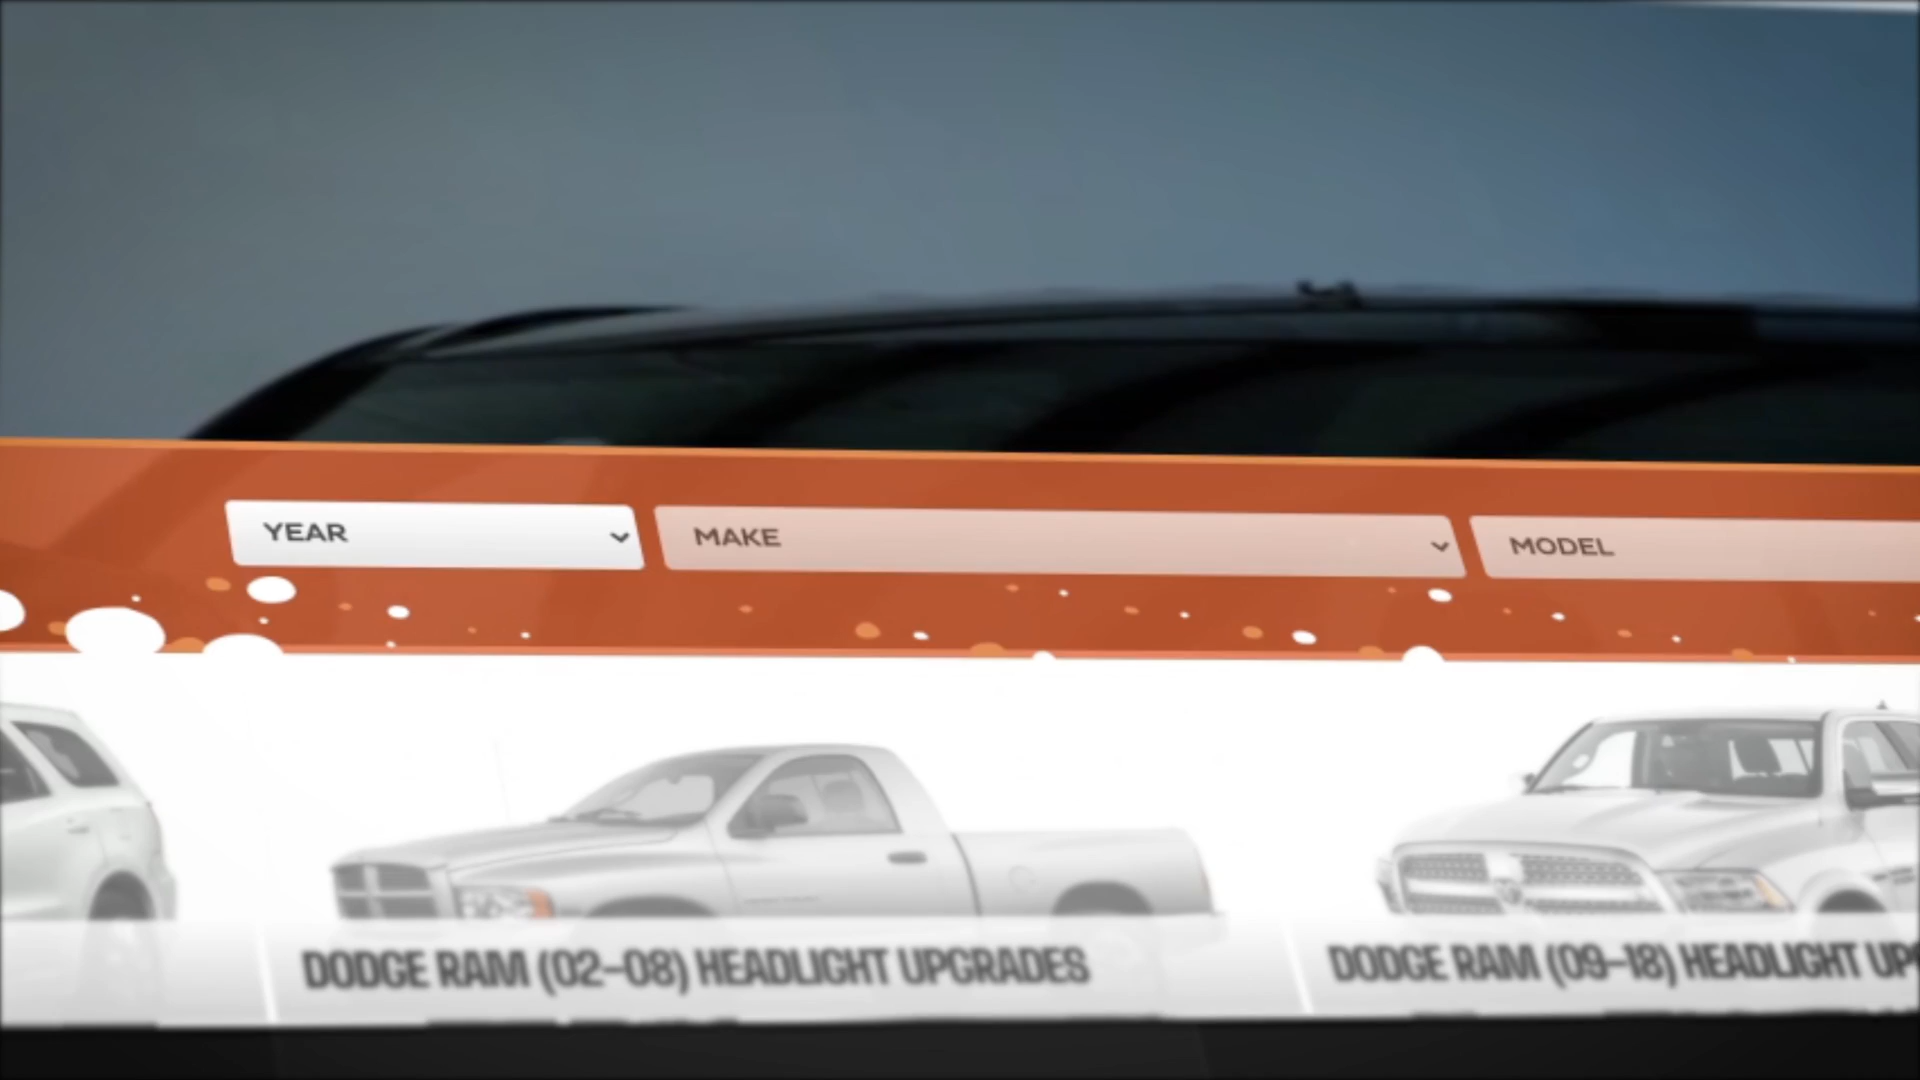 YEAR
MAKE
MODEL
DODGE RAM (02-08) HEADLIGHT UPGRADES
DODGE RAM (09-18) HEADLIGHT